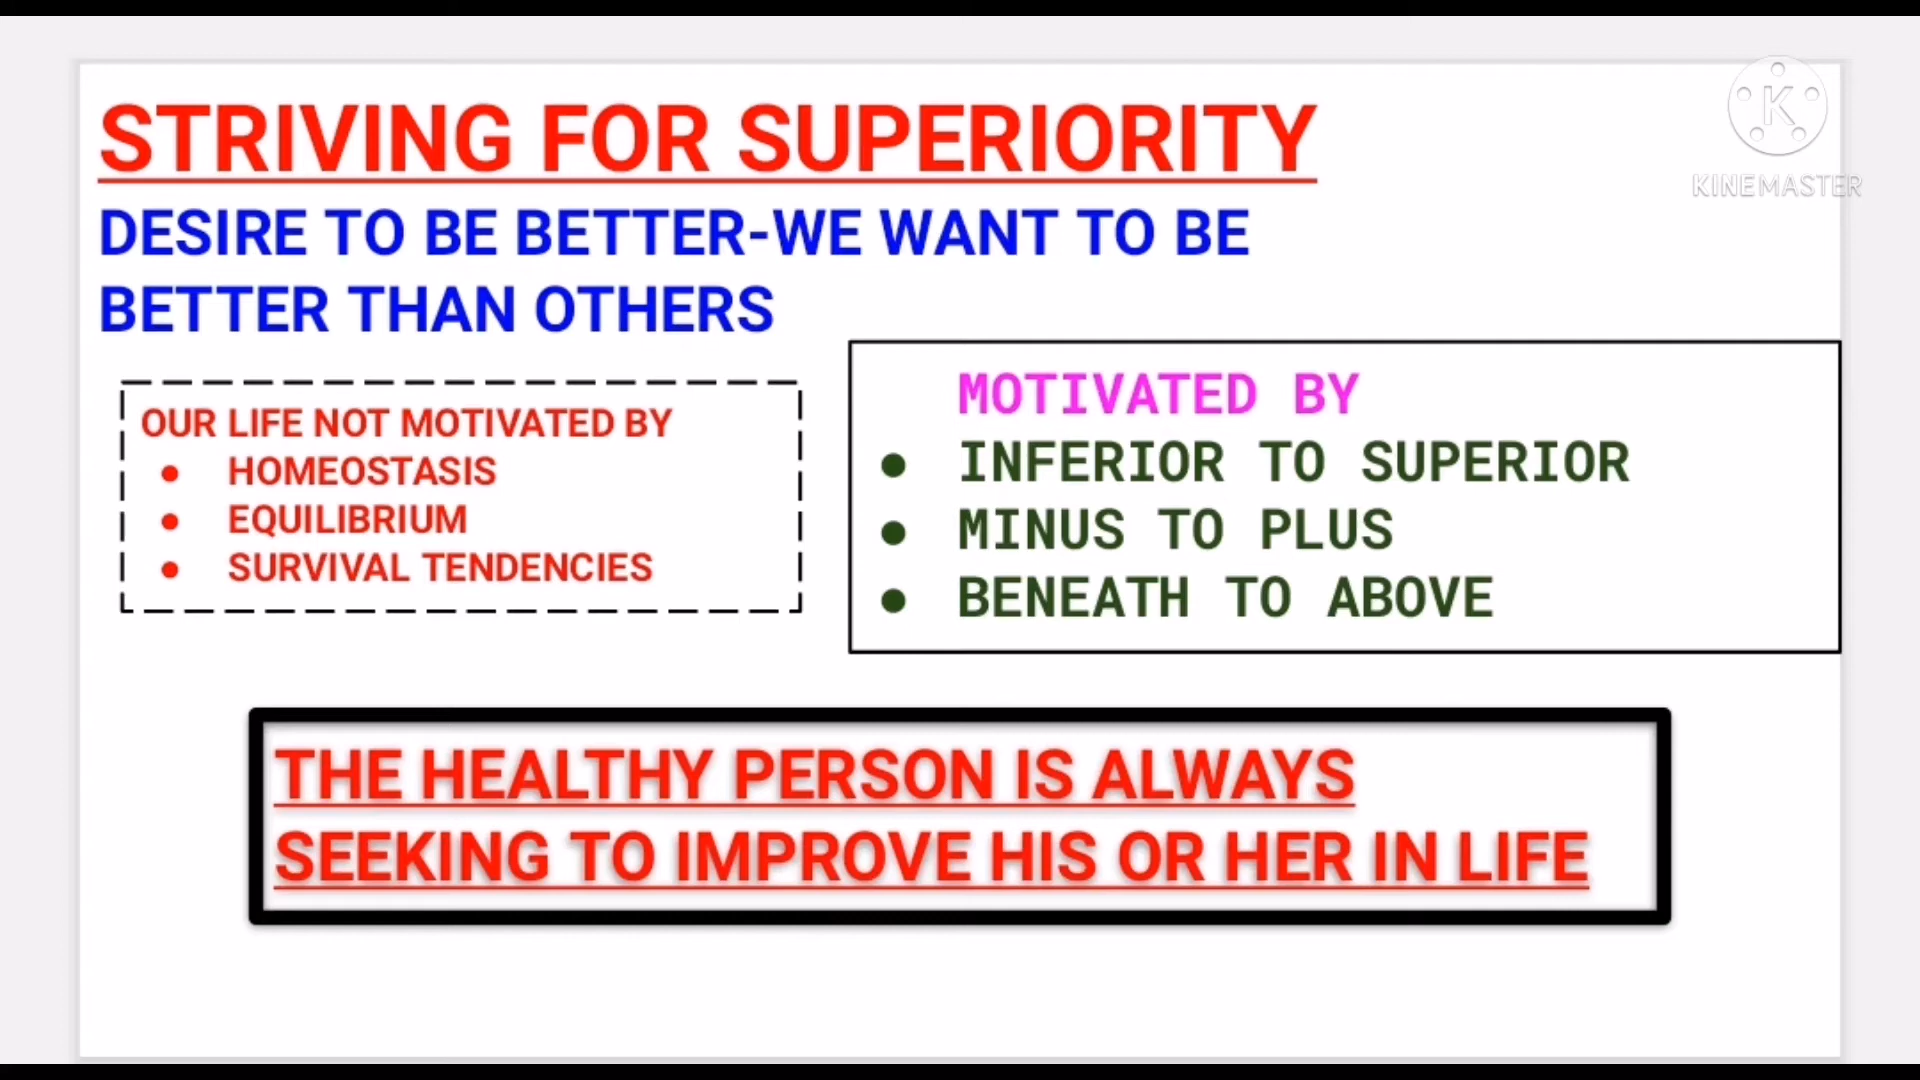 STRIVING FOR SUPERIORITY
DESIRE TO BE BETTER-WE WANT TO BE
BETTER THAN OTHERS
OUR LIFE NOT MOTIVATED BY
● HOMEOSTASIS
● EQUILIBRIUM
● SURVIVAL TENDENCIES
MOTIVATED BY
● INFERIOR TO SUPERIOR
● MINUS TO PLUS
● BENEATH TO ABOVE
THE HEALTHY PERSON IS ALWAYS
SEEKING TO IMPROVE HIS OR HER IN LIFE
K
KINEMASTER